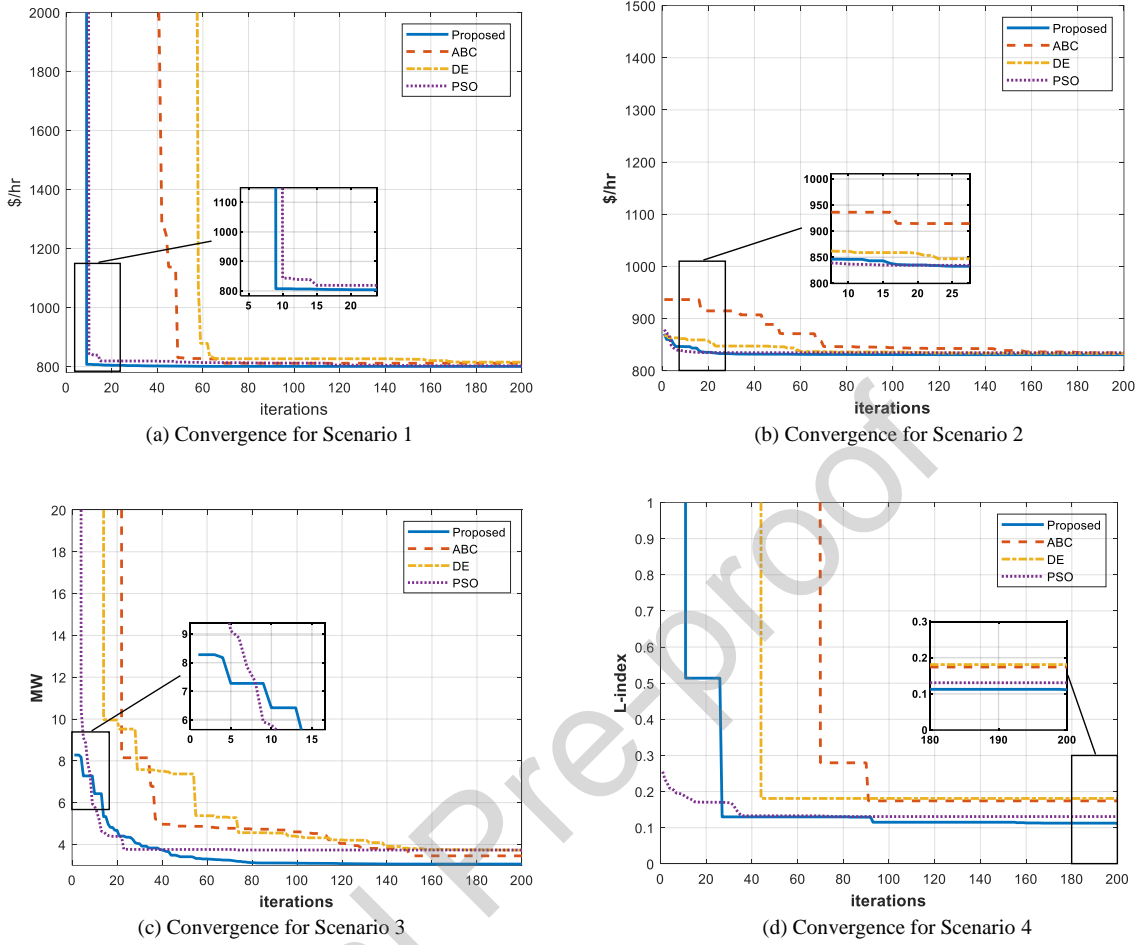 2000
1800
1600
1400
1200
1000
800
$/hr
Proposed
ABC
DE
PSO
1100
1000
900
800
5 10 15 20
0 20 40 60 80 100 120 140 160 180 200
iterations
(a) Convergence for Scenario 1
1500
1400
1300
1200
1100
1000
900
800
$/hr
Proposed
ABC
DE
PSO
1000
950
900
850
800
10 15 20 25
0 20 40 60 80 100 120 140 160 180 200
iterations
(b) Convergence for Scenario 2
20
18
16
14
12
10
8
6
4
MW
Proposed
ABC
DE
PSO
9
8
7
6
0 5 10 15
0 20 40 60 80 100 120 140 160 180 200
iterations
(c) Convergence for Scenario 3
1
0.9
0.8
0.7
0.6
0.5
0.4
0.3
0.2
0.1
0
L-index
Proposed
ABC
DE
PSO
0.3
0.2
0.1
0
180 190 200
0 20 40 60 80 100 120 140 160 180 200
iterations
(d) Convergence for Scenario 4
l Pre-proof